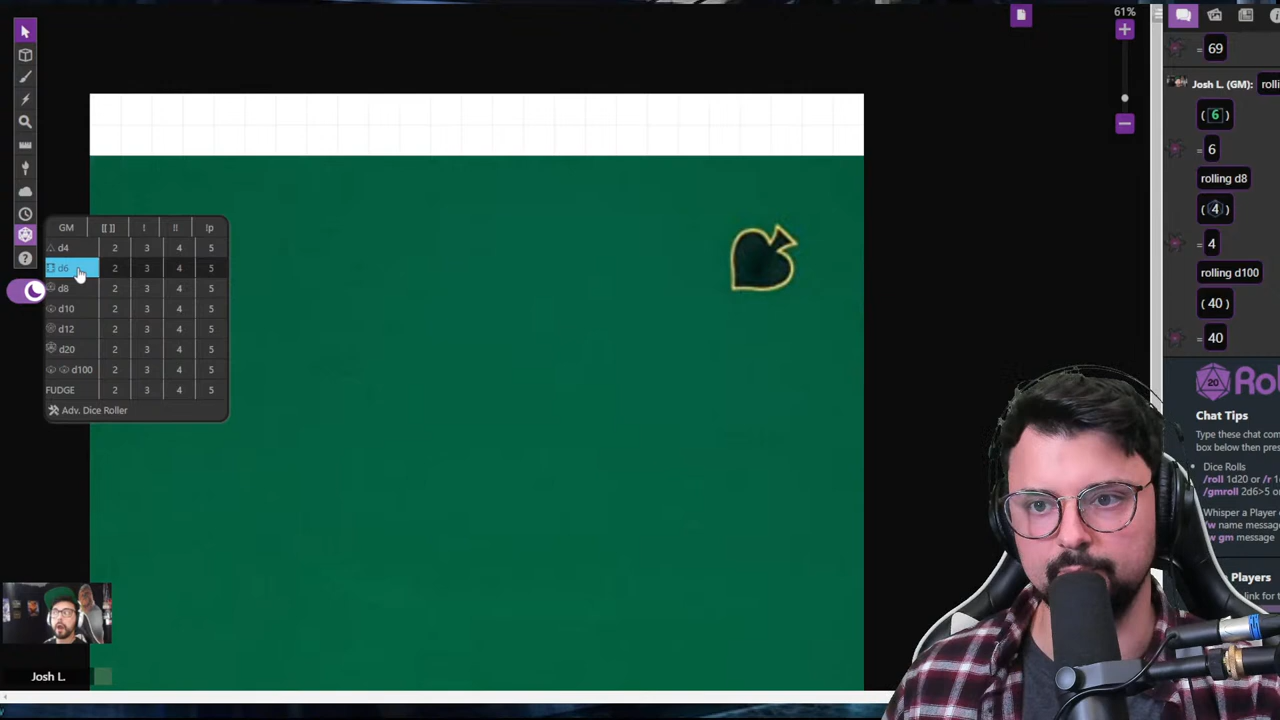 61%
= 69
Josh L. (GM): rolli
( 6 )
= 6
rolling d8
( 4 )
= 4
rolling d100
( 40 )
= 40
GM [[ ]] ! !! !p
d4 2 3 4 5
d6 2 3 4 5
d8 2 3 4 5
d10 2 3 4 5
d12 2 3 4 5
d20 2 3 4 5
d100 2 3 4 5
FUDGE 2 3 4 5
Adv. Dice Roller
20 Rol
Chat Tips
Type these chat com
box below then pres
• Dice Rolls
/roll 1d20 or /r 1
/gmroll 2d6>5 or
Whisper a Player
/w name message
w gm message
Players
link for t
Josh L.